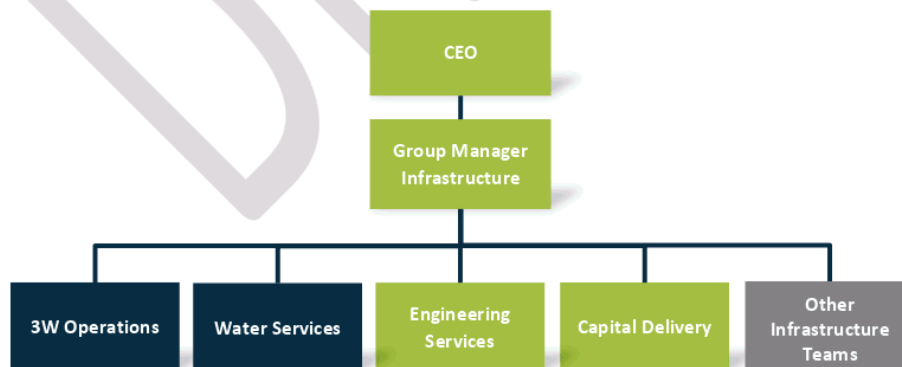 CEO
Group Manager
Infrastructure
3W Operations
Water Services
Engineering
Services
Capital Delivery
Other
Infrastructure
Teams